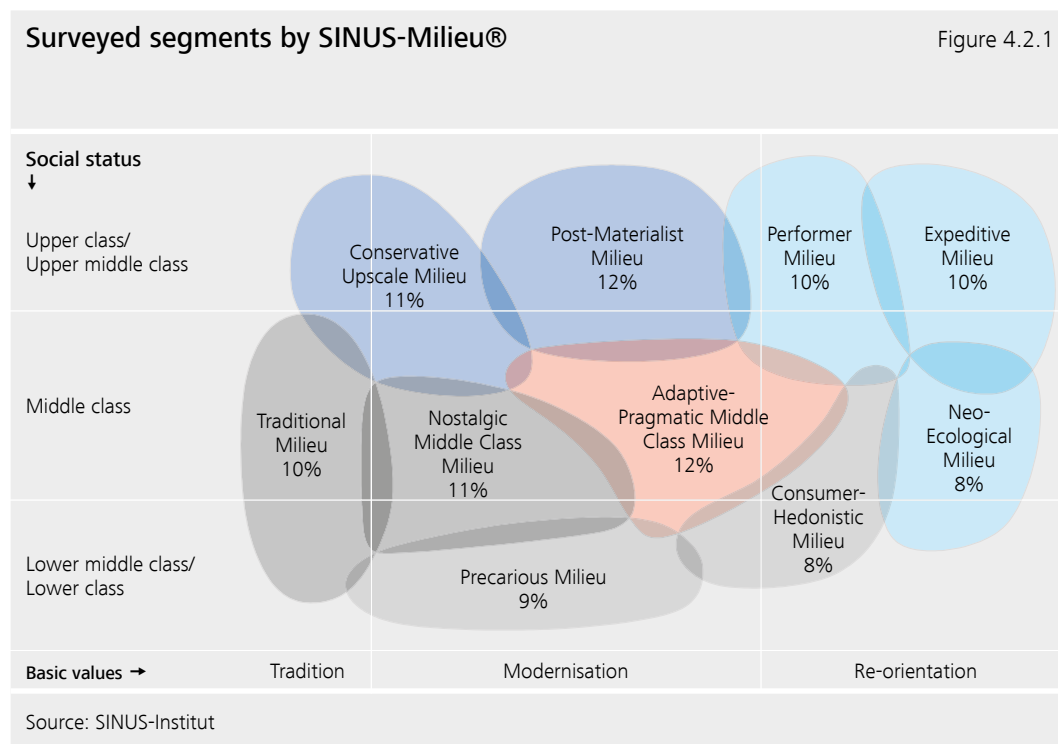 Surveyed segments by SINUS-Milieu®
Figure 4.2.1
Social status
↓
Upper class/
Upper middle class
Middle class
Lower middle class/
Lower class
Conservative
Upscale Milieu
11%
Post-Materialist
Milieu
12%
Performer
Milieu
10%
Expeditive
Milieu
10%
Traditional
Milieu
10%
Nostalgic
Middle Class
Milieu
11%
Adaptive-
Pragmatic Middle
Class Milieu
12%
Neo-
Ecological
Milieu
8%
Consumer-
Hedonistic
Milieu
8%
Precarious Milieu
9%
Basic values →
Tradition
Modernisation
Re-orientation
Source: SINUS-Institut